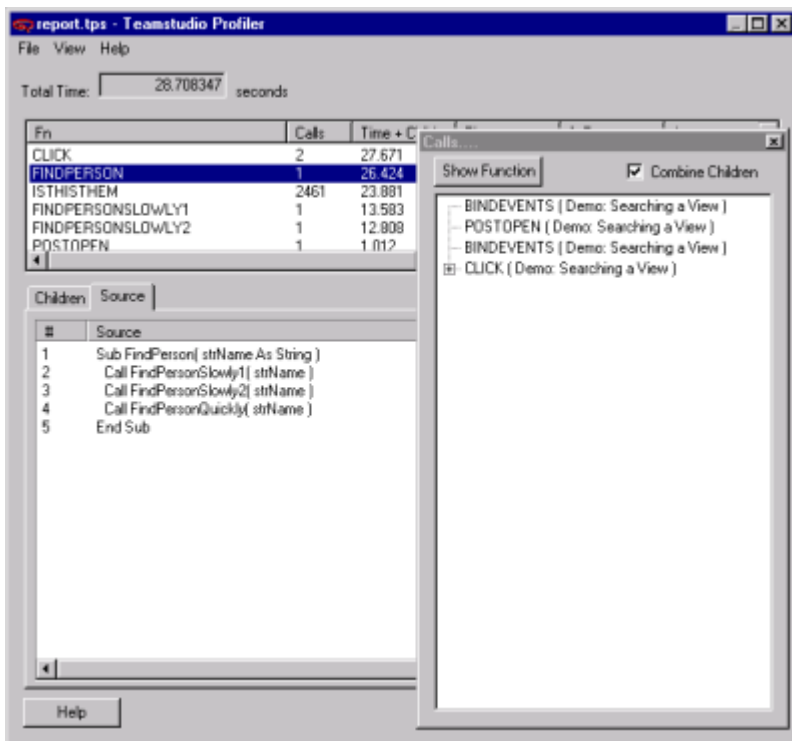 report.tps - Teamstudio Profiler
File View Help
Total Time: 28.708347 seconds
Fn Calls Time + C
CLICK 2 27.671
FINDPERSON 1 26.424
ISTHISTHEM 2461 23.881
FINDPERSONSLOWLY1 1 13.583
FINDPERSONSLOWLY2 1 12.808
POSTOPEN 1 1.012
Children Source
# Source
1 Sub FindPerson( strName As String )
2 Call FindPersonSlowly1( strName )
3 Call FindPersonSlowly2( strName )
4 Call FindPersonQuickly( strName )
5 End Sub
Help
Calls....
Show Function Combine Children
BINDEVENTS ( Demo: Searching a View )
POSTOPEN ( Demo: Searching a View )
BINDEVENTS ( Demo: Searching a View )
CLICK ( Demo: Searching a View )